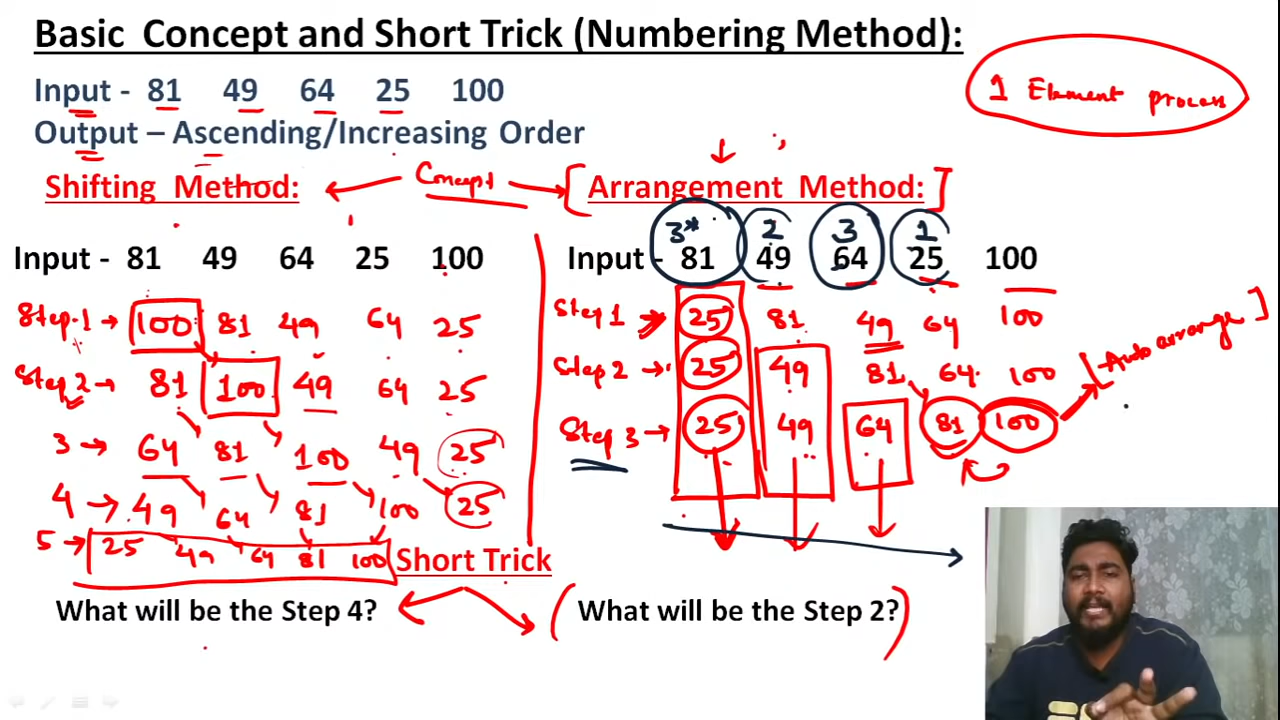 Basic Concept and Short Trick (Numbering Method):
1 Element process
Input - 81 49 64 25 100
Output – Ascending/Increasing Order
Shifting Method:
Concept
Arrangement Method:
Input - 81 49 64 25 100
Step-1 → 100 81 49 64 25
Step 2 → 81 100 49 64 25
3 → 64 81 100 49 25
4 → 49 64 81 100 25
5 → 25 49 64 81 100
3* 2 3 1
Input - 81 49 64 25 100
Step 1 → 25 81 49 64 100
Step 2 → 25 49 81 64 100
Step 3 → 25 49 64 81 100
Auto arrange
Short Trick
What will be the Step 4?
(What will be the Step 2?)